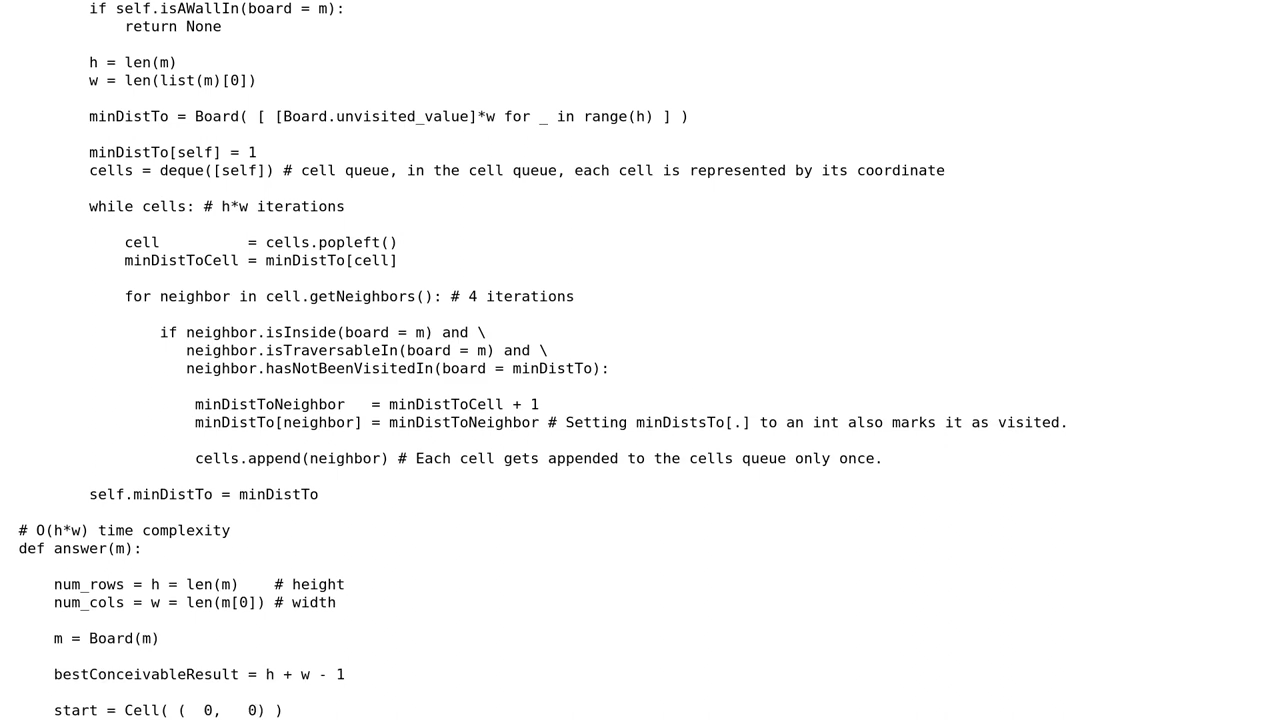 if self.isAWallIn(board = m):
            return None

        h = len(m)
        w = len(list(m)[0])

        minDistTo = Board( [ [Board.unvisited_value]*w for _ in range(h) ] )

        minDistTo[self] = 1
        cells = deque([self]) # cell queue, in the cell queue, each cell is represented by its coordinate

        while cells: # h*w iterations

            cell          = cells.popleft()
            minDistToCell = minDistTo[cell]

            for neighbor in cell.getNeighbors(): # 4 iterations

                if neighbor.isInside(board = m) and \
                   neighbor.isTraversableIn(board = m) and \
                   neighbor.hasNotBeenVisitedIn(board = minDistTo):

                    minDistToNeighbor   = minDistToCell + 1
                    minDistTo[neighbor] = minDistToNeighbor # Setting minDistsTo[.] to an int also marks it as visited.

                    cells.append(neighbor) # Each cell gets appended to the cells queue only once.

        self.minDistTo = minDistTo

# O(h*w) time complexity
def answer(m):

    num_rows = h = len(m)    # height
    num_cols = w = len(m[0]) # width

    m = Board(m)

    bestConceivableResult = h + w - 1

    start = Cell( (  0,   0) )